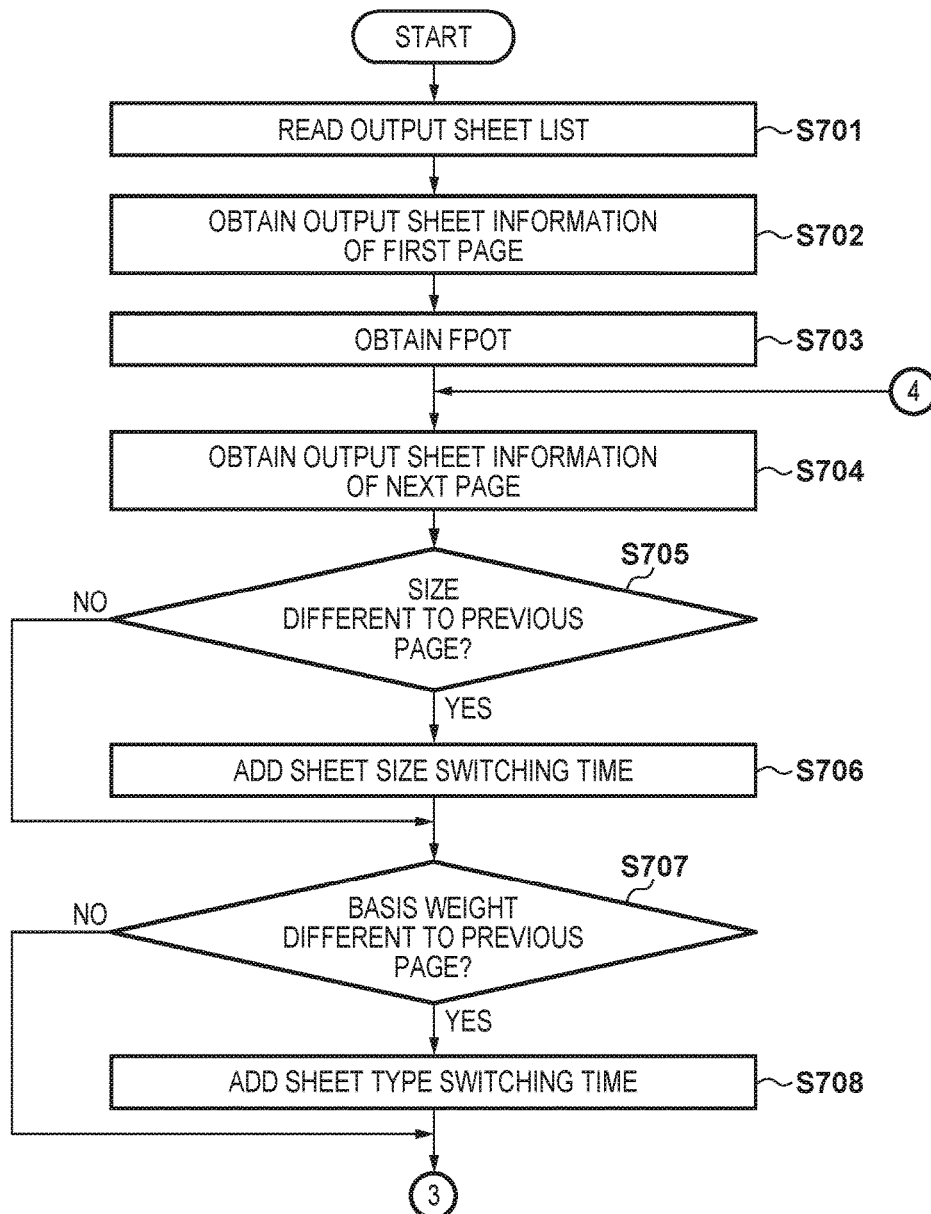 START
READ OUTPUT SHEET LIST
S701
OBTAIN OUTPUT SHEET INFORMATION
OF FIRST PAGE
S702
OBTAIN FPOT
S703
4
OBTAIN OUTPUT SHEET INFORMATION
OF NEXT PAGE
S704
S705
SIZE
DIFFERENT TO PREVIOUS
PAGE?
NO
YES
ADD SHEET SIZE SWITCHING TIME
S706
S707
BASIS WEIGHT
DIFFERENT TO PREVIOUS
PAGE?
NO
YES
ADD SHEET TYPE SWITCHING TIME
S708
3